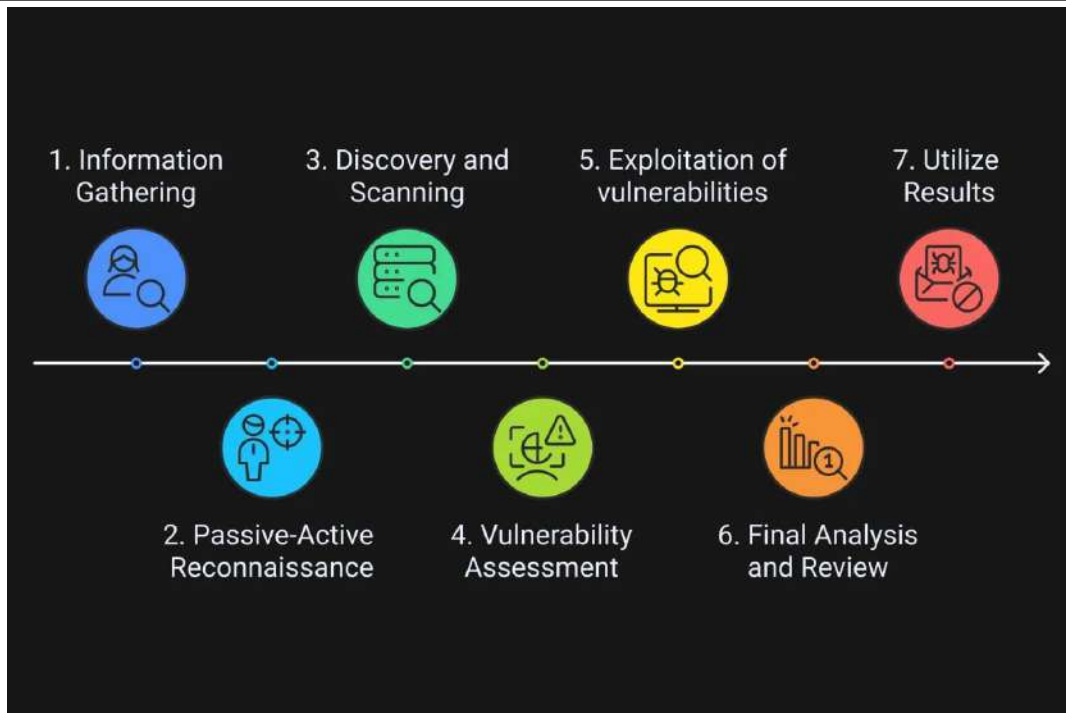 1. Information
Gathering
2. Passive-Active
Reconnaissance
3. Discovery and
Scanning
4. Vulnerability
Assessment
5. Exploitation of
vulnerabilities
6. Final Analysis
and Review
1
7. Utilize
Results